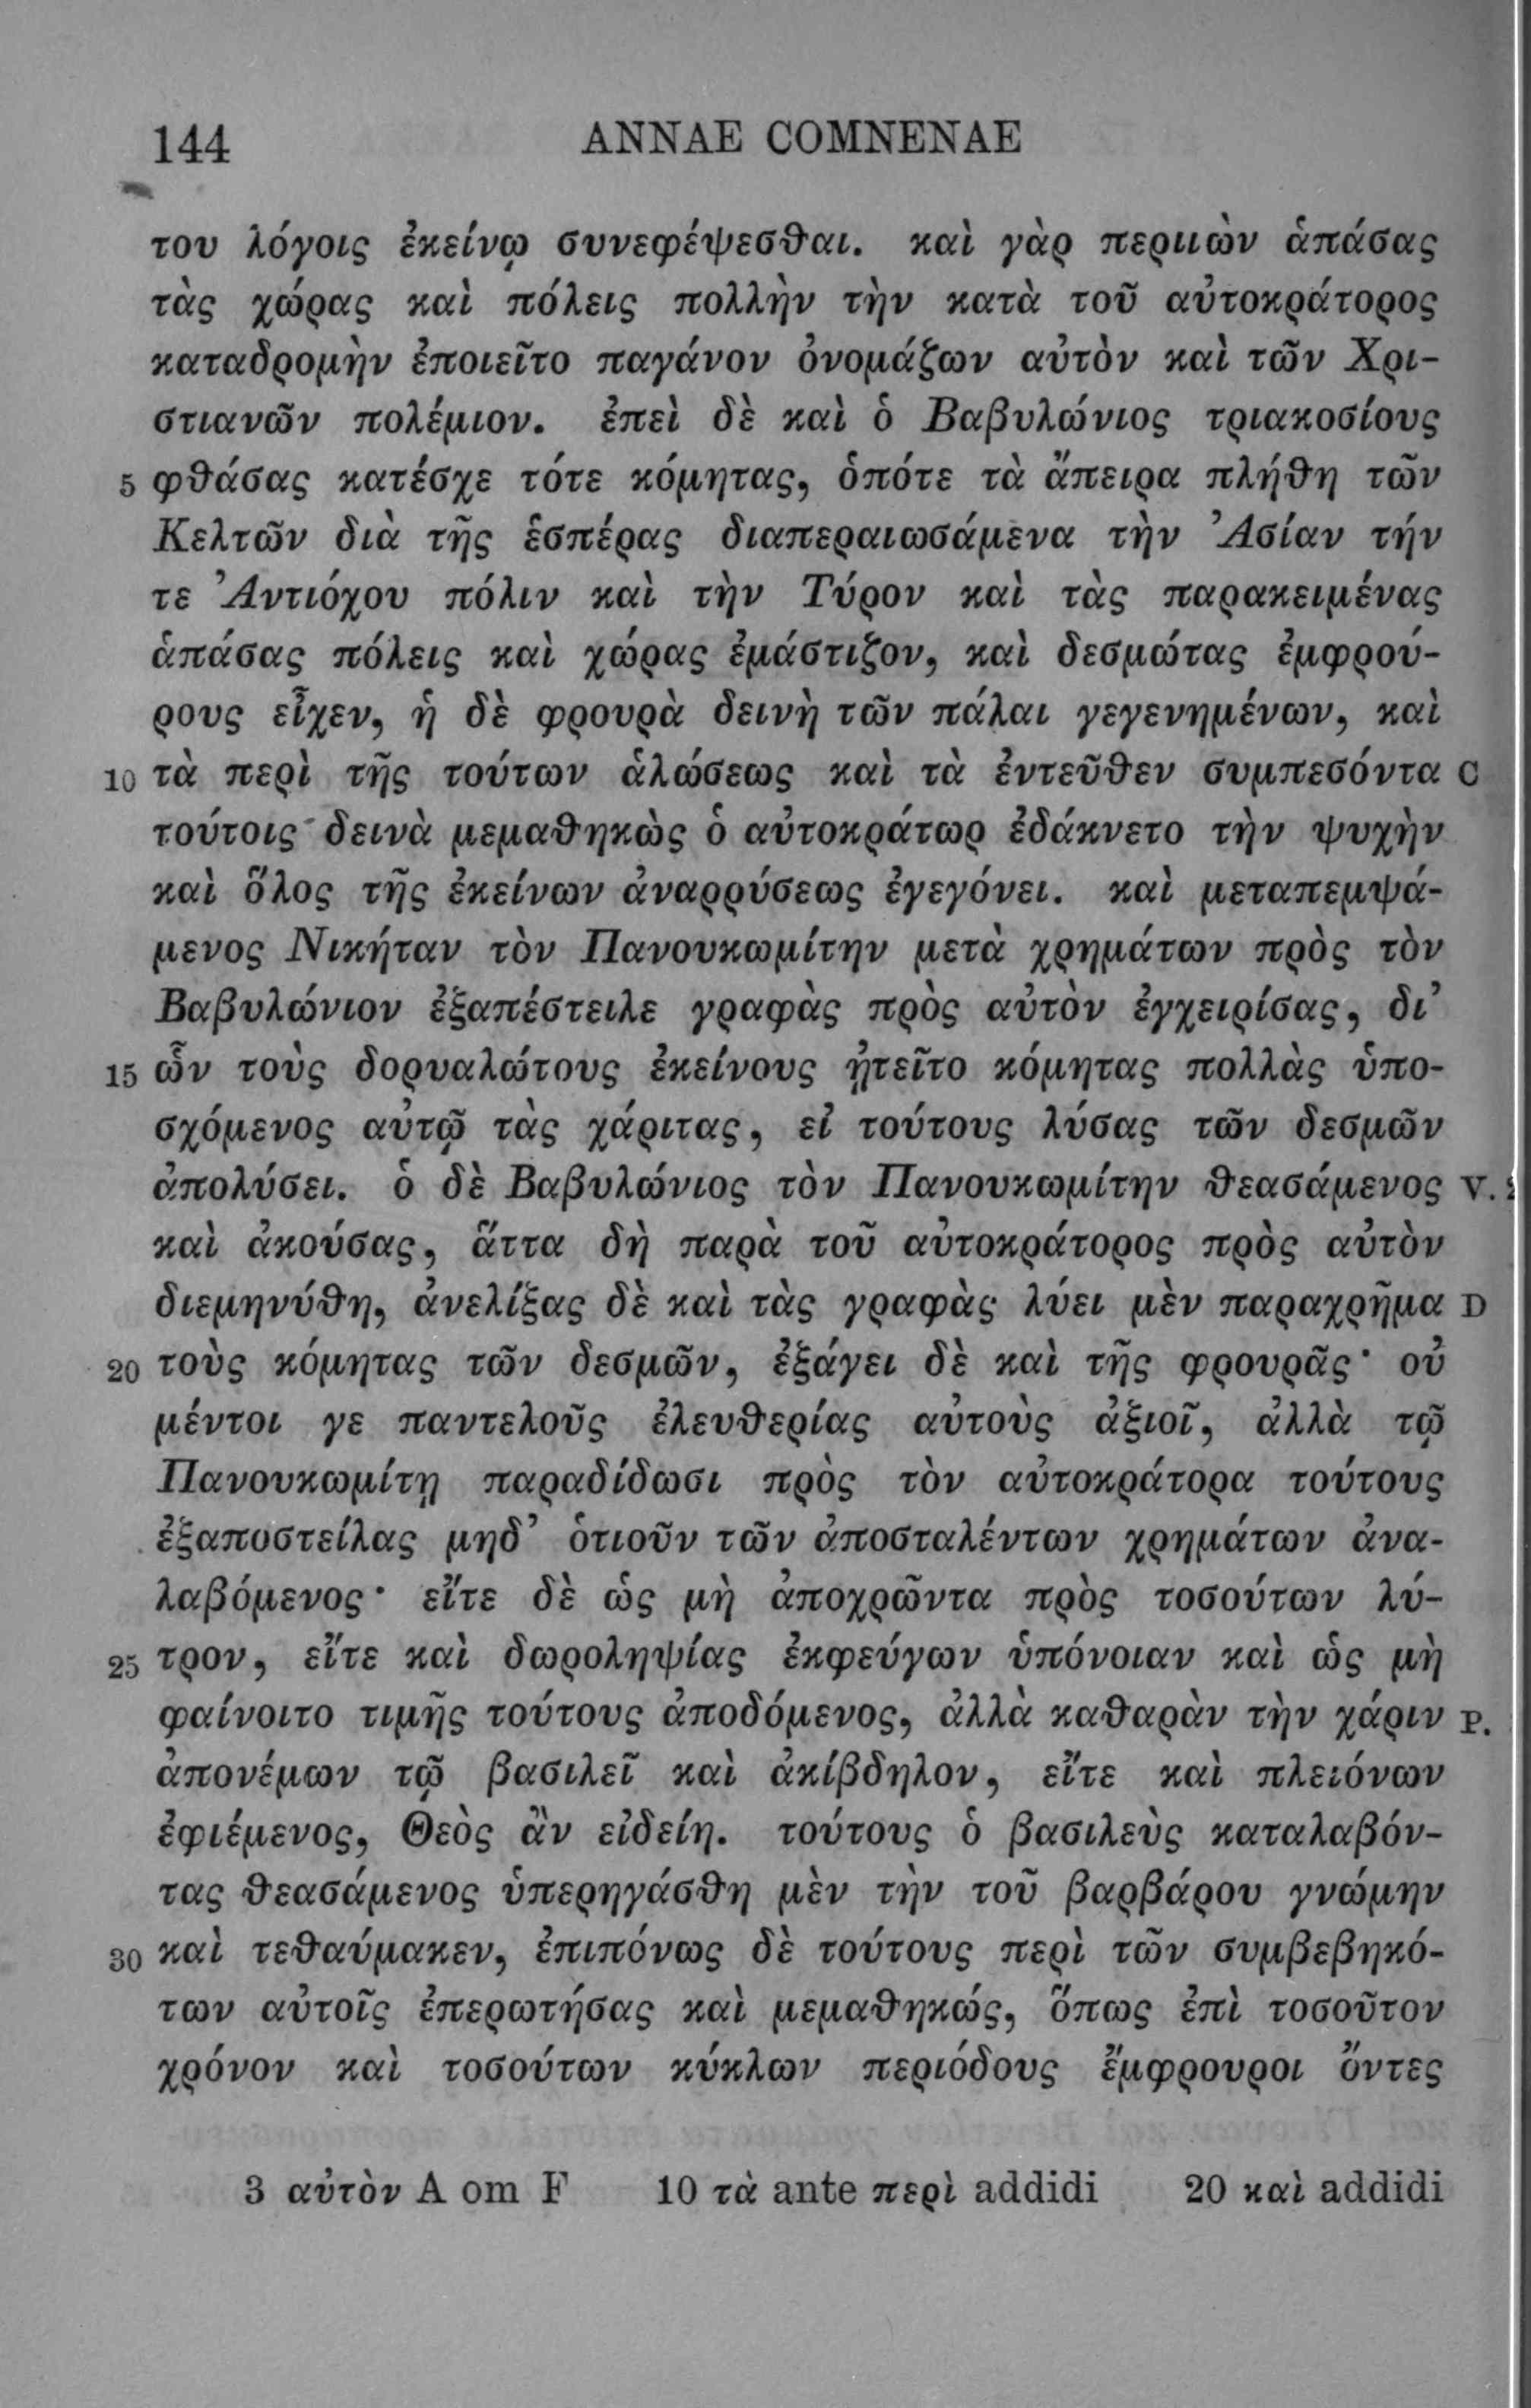 144 ANNAE COMNENAE
του λόγοις ἐκείνῳ συνεφέψεσθαι. καὶ γὰρ περιιὼν ἁπάσας
τὰς χώρας καὶ πόλεις πολλὴν τὴν κατὰ τοῦ αὐτοκράτορος
καταδρομὴν ἐποιεῖτο παγάνον ὀνομάζων αὐτὸν καὶ τῶν Χρι-
στιανῶν πολέμιον. ἐπεὶ δὲ καὶ ὁ Βαβυλώνιος τριακοσίους
5 φθάσας κατέσχε τότε κόμητας, ὁπότε τὰ ἄπειρα πλήθη τῶν
Κελτῶν διὰ τῆς ἑσπέρας διαπεραιωσάμενα τὴν Ἀσίαν τήν
τε Ἀντιόχου πόλιν καὶ τὴν Τύρον καὶ τὰς παρακειμένας
ἁπάσας πόλεις καὶ χώρας ἐμάστιζον, καὶ δεσμώτας ἐμφρού-
ρους εἶχεν, ἡ δὲ φρουρὰ δεινὴ τῶν πάλαι γεγενημένων, καὶ
10 τὰ περὶ τῆς τούτων ἁλώσεως καὶ τὰ ἐντεῦθεν συμπεσόντα C
τούτοις δεινὰ μεμαθηκὼς ὁ αὐτοκράτωρ ἐδάκνετο τὴν ψυχὴν
καὶ ὅλος τῆς ἐκείνων ἀναρρύσεως ἐγεγόνει. καὶ μεταπεμψά-
μενος Νικήταν τὸν Πανουκωμίτην μετὰ χρημάτων πρὸς τὸν
Βαβυλώνιον ἐξαπέστειλε γραφὰς πρὸς αὐτὸν ἐγχειρίσας, δι’
15 ὧν τοὺς δορυαλώτους ἐκείνους ᾐτεῖτο κόμητας πολλὰς ὑπο-
σχόμενος αὐτῷ τὰς χάριτας, εἰ τούτους λύσας τῶν δεσμῶν
ἀπολύσει. ὁ δὲ Βαβυλώνιος τὸν Πανουκωμίτην θεασάμενος V.
καὶ ἀκούσας, ἅττα δὴ παρὰ τοῦ αὐτοκράτορος πρὸς αὐτὸν
διεμηνύθη, ἀνελίξας δὲ καὶ τὰς γραφὰς λύει μὲν παραχρῆμα D
20 τοὺς κόμητας τῶν δεσμῶν, ἐξάγει δὲ καὶ τῆς φρουρᾶς· οὐ
μέντοι γε παντελοῦς ἐλευθερίας αὐτοὺς ἀξιοῖ, ἀλλὰ τῷ
Πανουκωμίτῃ παραδίδωσι πρὸς τὸν αὐτοκράτορα τούτους
ἐξαποστείλας μηδ’ ὁτιοῦν τῶν ἀποσταλέντων χρημάτων ἀνα-
λαβόμενος· εἴτε δὲ ὡς μὴ ἀποχρῶντα πρὸς τοσούτων λύ-
25 τρον, εἴτε καὶ δωροληψίας ἐκφεύγων ὑπόνοιαν καὶ ὡς μὴ
φαίνοιτο τιμῆς τούτους ἀποδόμενος, ἀλλὰ καθαρὰν τὴν χάριν P.
ἀπονέμων τῷ βασιλεῖ καὶ ἀκίβδηλον, εἴτε καὶ πλειόνων
ἐφιέμενος, Θεὸς ἂν εἰδείη. τούτους ὁ βασιλεὺς καταλαβόν-
τας θεασάμενος ὑπερηγάσθη μὲν τὴν τοῦ βαρβάρου γνώμην
30 καὶ τεθαύμακεν, ἐπιπόνως δὲ τούτους περὶ τῶν συμβεβηκό-
των αὐτοῖς ἐπερωτήσας καὶ μεμαθηκώς, ὅπως ἐπὶ τοσοῦτον
χρόνον καὶ τοσούτων κύκλων περιόδους ἔμφρουροι ὄντες
3 αὐτὸν A om F 10 τὰ ante περὶ addidi 20 καὶ addidi